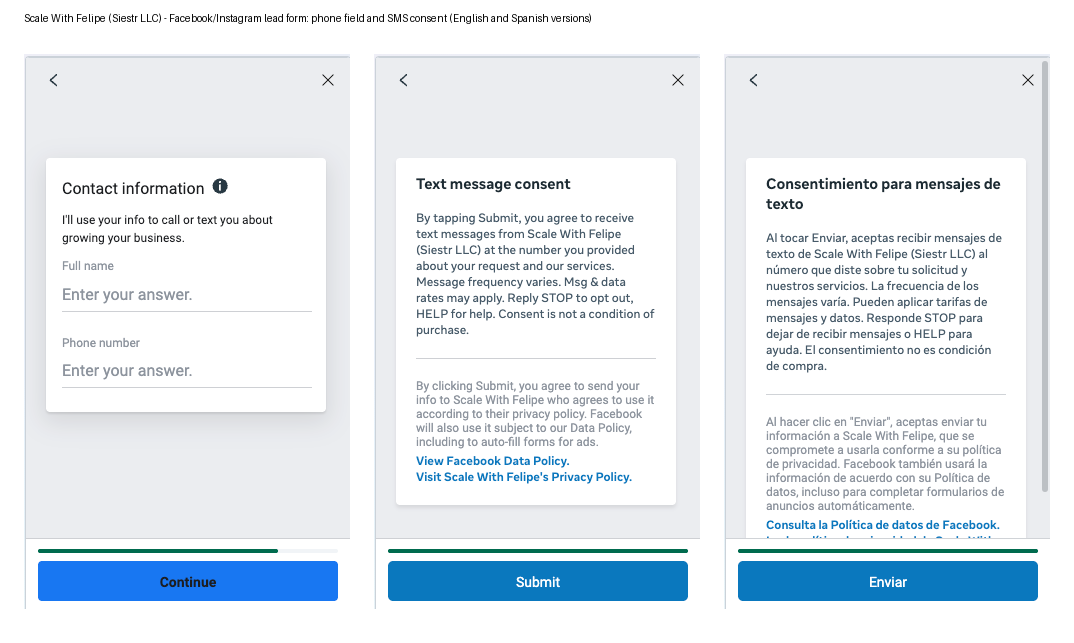 Scale With Felipe (Siestr LLC) - Facebook/Instagram lead form: phone field and SMS consent (English and Spanish versions)
Contact information
I'll use your info to call or text you about
growing your business.
Full name
Enter your answer.
Phone number
Enter your answer.
Continue
Text message consent
By tapping Submit, you agree to receive
text messages from Scale With Felipe
(Siestr LLC) at the number you provided
about your request and our services.
Message frequency varies. Msg & data
rates may apply. Reply STOP to opt out,
HELP for help. Consent is not a condition of
purchase.
By clicking Submit, you agree to send your
info to Scale With Felipe who agrees to use it
according to their privacy policy. Facebook
will also use it subject to our Data Policy,
including to auto-fill forms for ads.
View Facebook Data Policy.
Visit Scale With Felipe's Privacy Policy.
Submit
Consentimiento para mensajes de
texto
Al tocar Enviar, aceptas recibir mensajes de
texto de Scale With Felipe (Siestr LLC) al
número que diste sobre tu solicitud y
nuestros servicios. La frecuencia de los
mensajes varía. Pueden aplicar tarifas de
mensajes y datos. Responde STOP para
dejar de recibir mensajes o HELP para
ayuda. El consentimiento no es condición
de compra.
Al hacer clic en "Enviar", aceptas enviar tu
información a Scale With Felipe, que se
compromete a usarla conforme a su política
de privacidad. Facebook también usará la
información de acuerdo con su Política de
datos, incluso para completar formularios de
anuncios automáticamente.
Consulta la Política de datos de Facebook.
Enviar